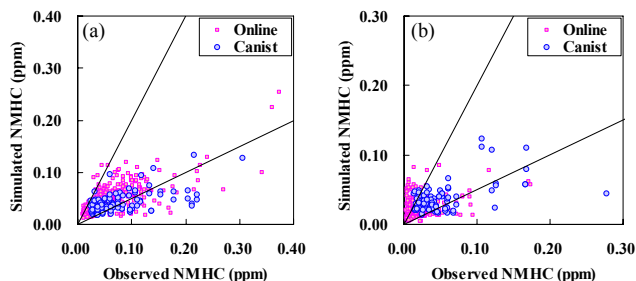 (a)
Online
Canist
Simulated NMHC (ppm)
0.40
0.30
0.20
0.10
0.00
0.00 0.10 0.20 0.30 0.40
Observed NMHC (ppm)
(b)
Online
Canist
Simulated NMHC (ppm)
0.30
0.20
0.10
0.00
0.00 0.10 0.20 0.30
Observed NMHC (ppm)